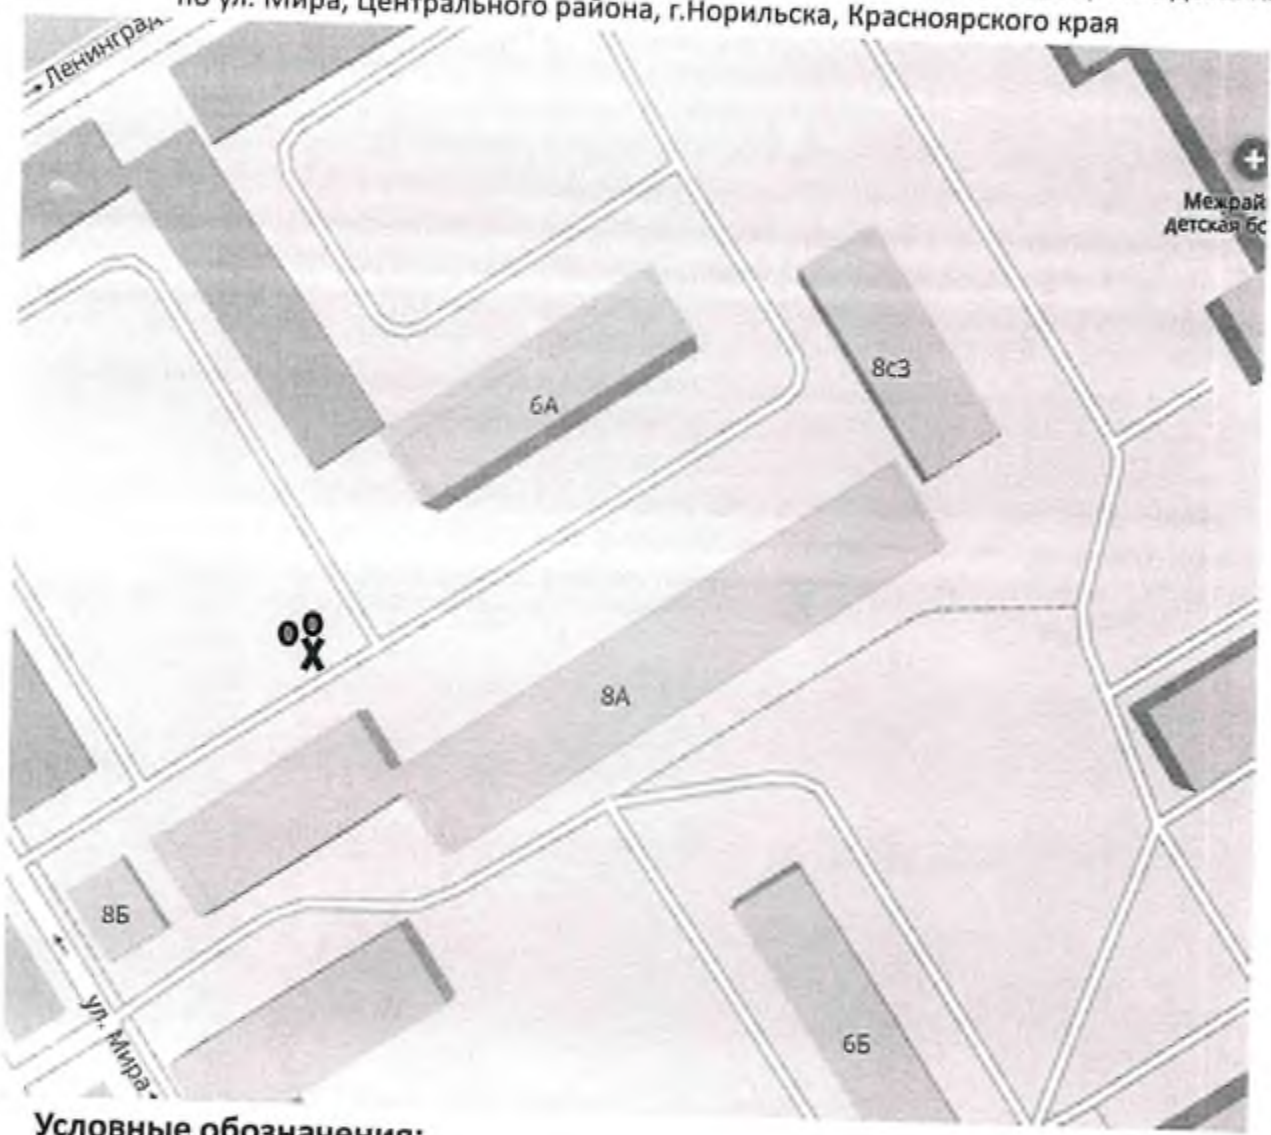 по ул. Мира, Центрального района, г.Норильска, Красноярского края
Ленинград
Межрай
детская бс
8с3
6А
8А
8Б
ул. Мира
6Б
Условные обозначения: